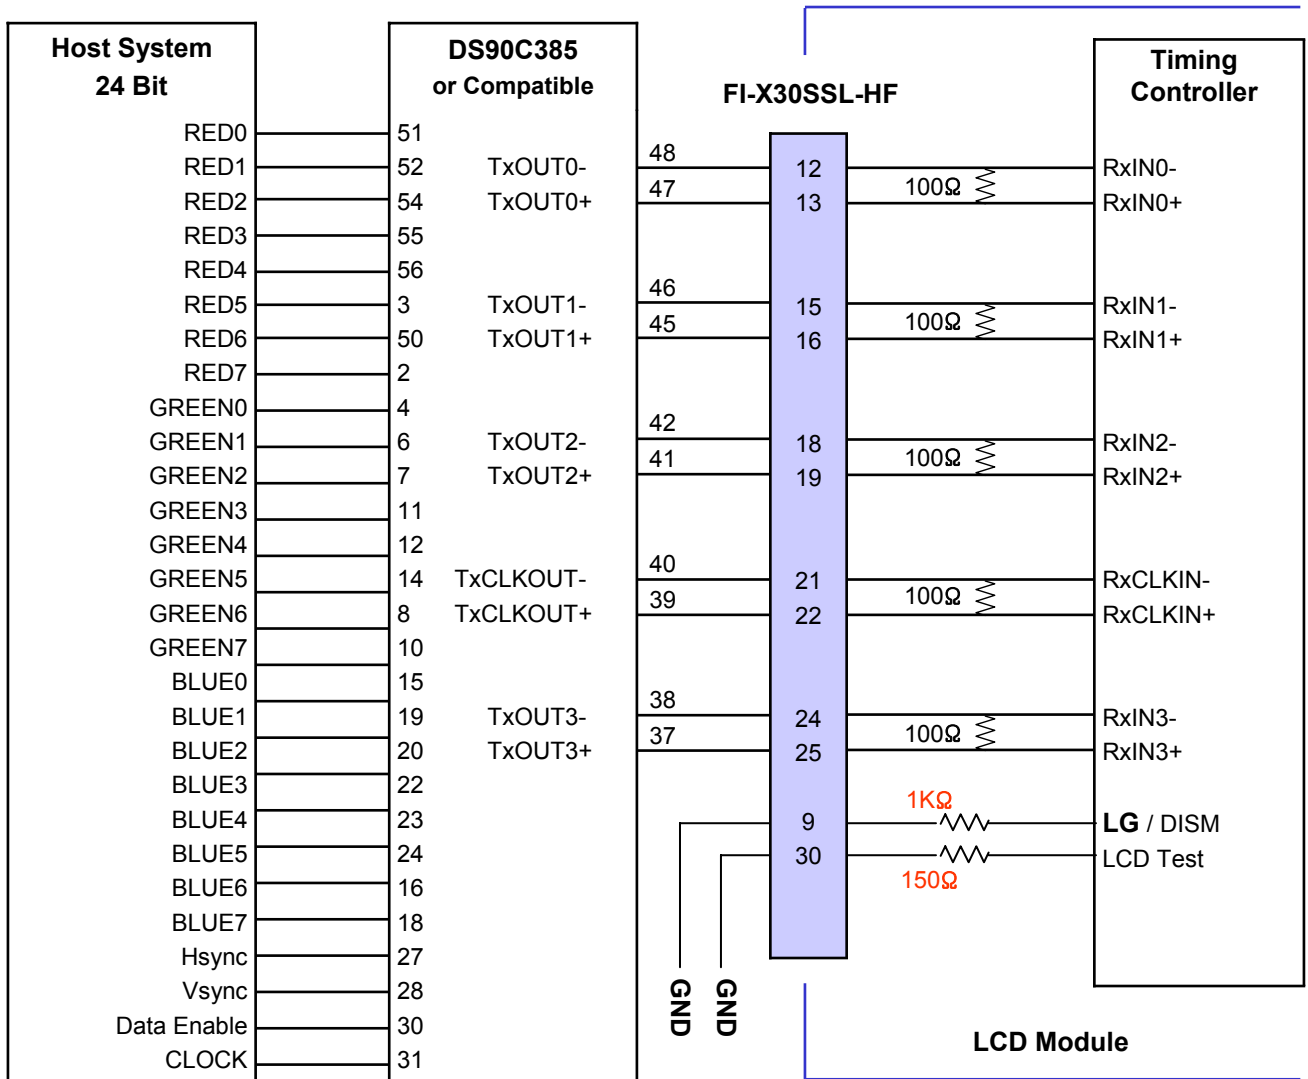 Host System
24 Bit
DS90C385
or Compatible
FI-X30SSL-HF
Timing
Controller
RED0 51
RED1 52 TxOUT0- 48 12 RxIN0-
100Ω
RED2 54 TxOUT0+ 47 13 RxIN0+
RED3 55
RED4 56
RED5 3 TxOUT1- 46 15 RxIN1-
100Ω
RED6 50 TxOUT1+ 45 16 RxIN1+
RED7 2
GREEN0 4
GREEN1 6 TxOUT2- 42 18 RxIN2-
100Ω
GREEN2 7 TxOUT2+ 41 19 RxIN2+
GREEN3 11
GREEN4 12
GREEN5 14 TxCLKOUT- 40 21 RxCLKIN-
100Ω
GREEN6 8 TxCLKOUT+ 39 22 RxCLKIN+
GREEN7 10
BLUE0 15
BLUE1 19 TxOUT3- 38 24 RxIN3-
100Ω
BLUE2 20 TxOUT3+ 37 25 RxIN3+
BLUE3 22
1KΩ
BLUE4 23 9 LG / DISM
BLUE5 24 30 LCD Test
150Ω
BLUE6 16
BLUE7 18
Hsync 27
Vsync 28
GND
GND
Data Enable 30
LCD Module
CLOCK 31